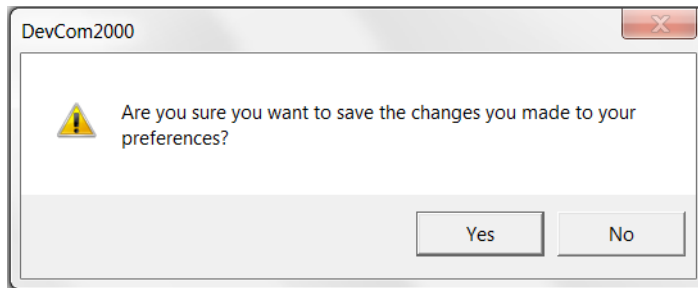 DevCom2000
Are you sure you want to save the changes you made to your
preferences?
Yes
No